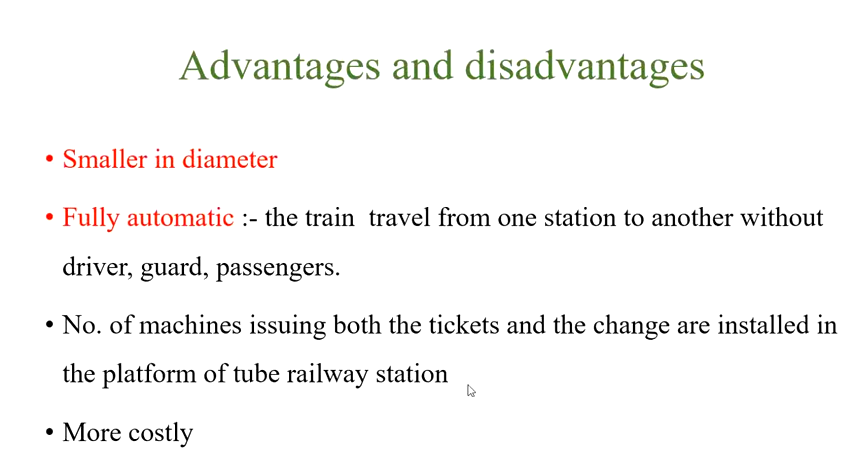 Advantages and disadvantages
• Smaller in diameter
• Fully automatic :- the train travel from one station to another without
driver, guard, passengers.
• No. of machines issuing both the tickets and the change are installed in
the platform of tube railway station
• More costly